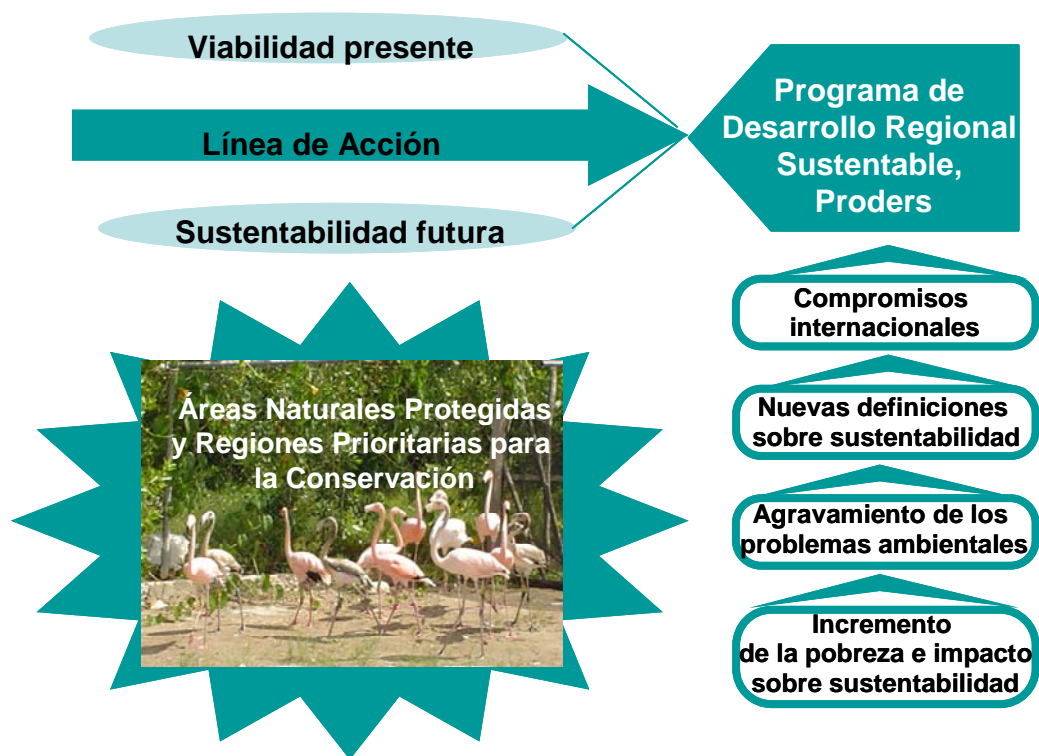 Viabilidad presente
Línea de Acción
Sustentabilidad futura
Programa de
Desarrollo Regional
Sustentable,
Proders
Compromisos
internacionales
Nuevas definiciones
sobre sustentabilidad
Agravamiento de los
problemas ambientales
Incremento
de la pobreza e impacto
sobre sustentabilidad
Áreas Naturales Protegidas
y Regiones Prioritarias para
la Conservación